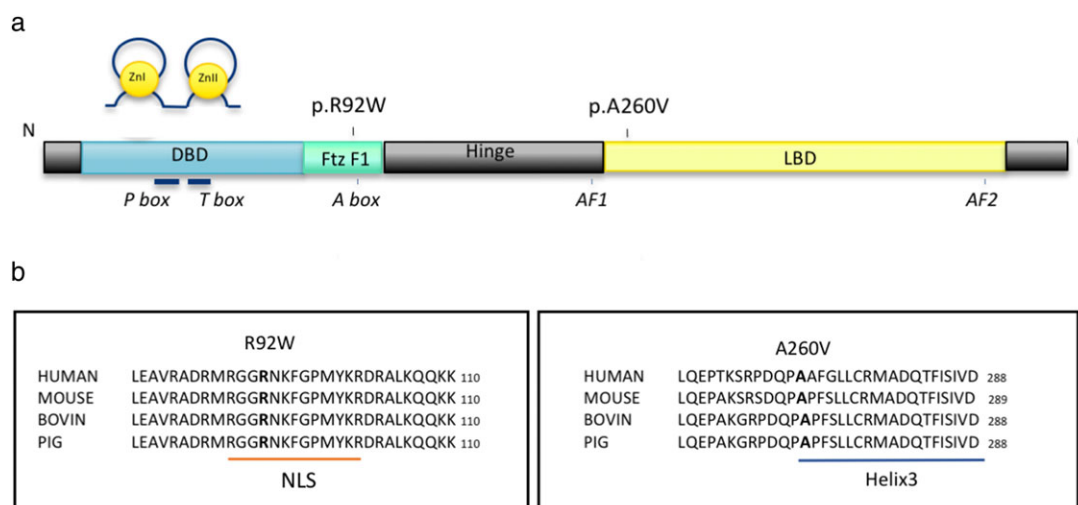 a
ZnI ZnII
p.R92W p.A260V
N
DBD Ftz F1 Hinge LBD
P box T box A box AF1 AF2
b
R92W
HUMAN LEAVRADRMRGGRNKFGPMYKRDRALKQQKK 110
MOUSE LEAVRADRMRGGRNKFGPMYKRDRALKQQKK 110
BOVIN LEAVRADRMRGGRNKFGPMYKRDRALKQQKK 110
PIG LEAVRADRMRGGRNKFGPMYKRDRALKQQKK 110
NLS
A260V
HUMAN LQEPTKSRPDQPAAFGLLCRMADQTFISIVD 288
MOUSE LQEPAKSRSDQPAPFSLLCRMADQTFISIVD 289
BOVIN LQEPAKGRPDQPAPFSLLCRMADQTFISIVD 288
PIG LQEPAKGRPDQPAPFSLLCRMADQTFISIVD 288
Helix3